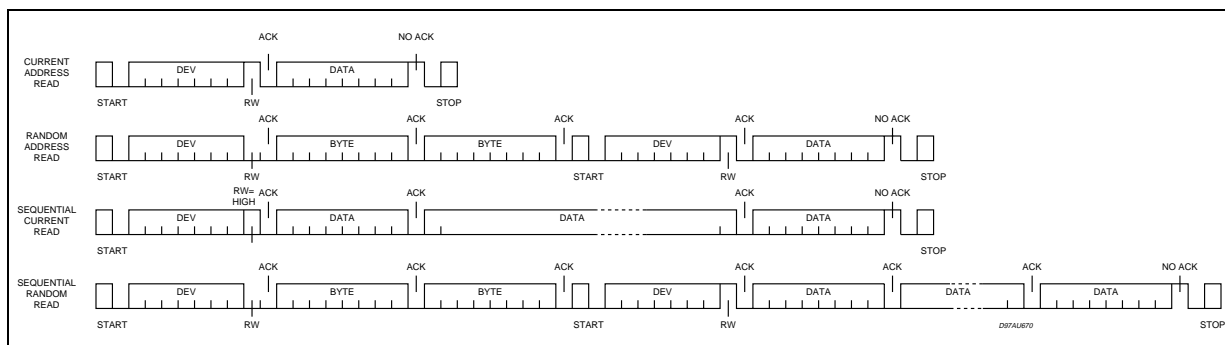 ACK NO ACK
CURRENT
ADDRESS
READ
DEV DATA
START RW STOP
ACK ACK ACK ACK NO ACK
RANDOM
ADDRESS
READ
DEV BYTE BYTE DEV DATA
START RW START RW STOP
RW=
HIGH
ACK ACK ACK NO ACK
SEQUENTIAL
CURRENT
READ
DEV DATA DATA DATA
START STOP
ACK ACK ACK ACK ACK ACK NO ACK
SEQUENTIAL
RANDOM
READ
DEV BYTE BYTE DEV DATA DATA DATA
START RW START RW D97AU670 STOP